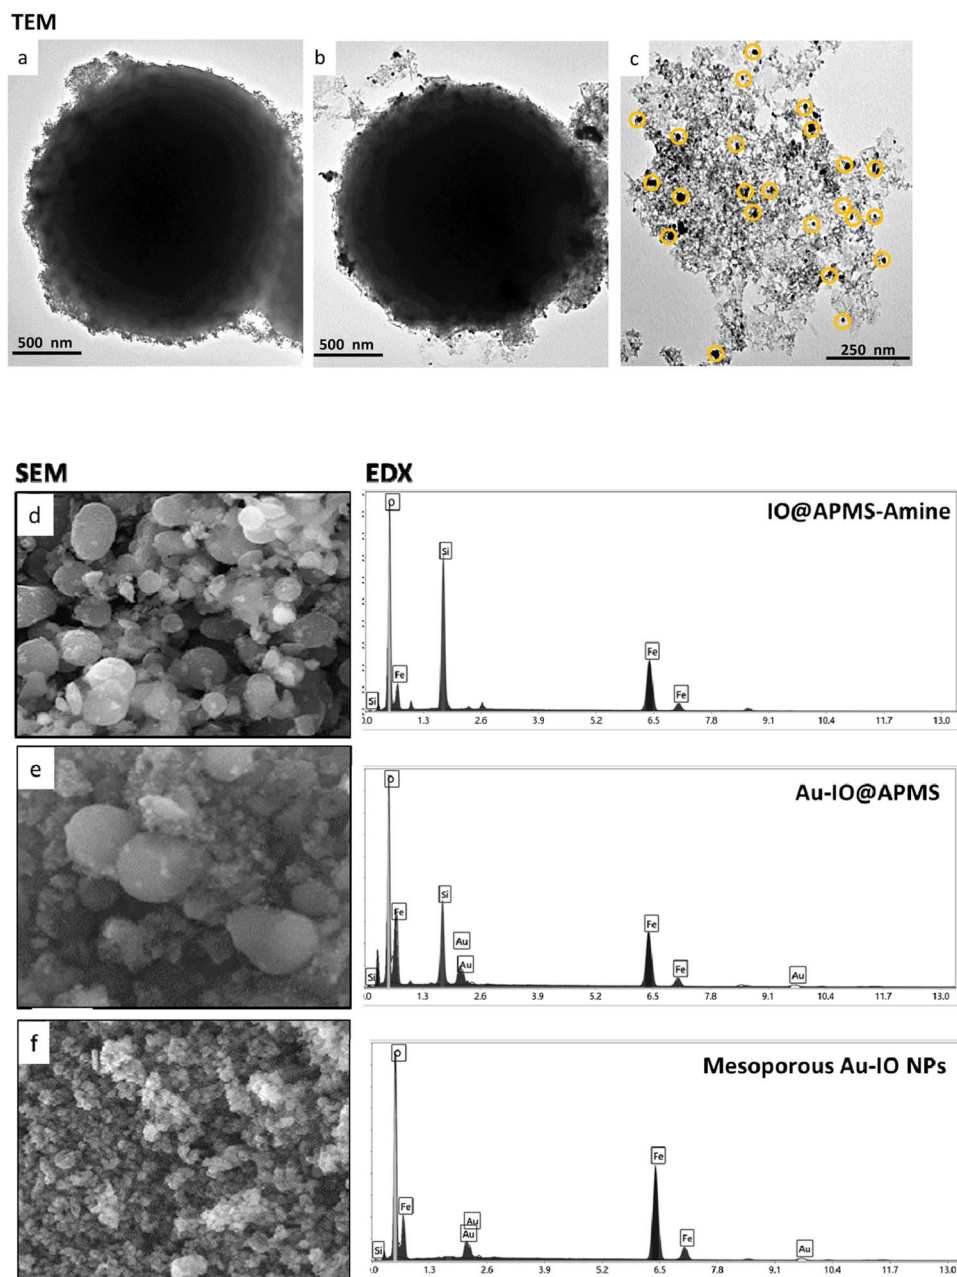 TEM
a
b
c
500 nm
500 nm
250 nm
SEM
EDX
d
IO@APMS-Amine
O
Si
Fe
Fe
Fe
Si
0.0 1.3 2.6 3.9 5.2 6.5 7.8 9.1 10.4 11.7 13.0
e
Au-IO@APMS
O
Si
Fe
Au
Au
Fe
Fe
Au
Si
0.0 1.3 2.6 3.9 5.2 6.5 7.8 9.1 10.4 11.7 13.0
f
Mesoporous Au-IO NPs
O
Fe
Fe
Au
Au
Fe
Au
Si
0.0 1.3 2.6 3.9 5.2 6.5 7.8 9.1 10.4 11.7 13.0